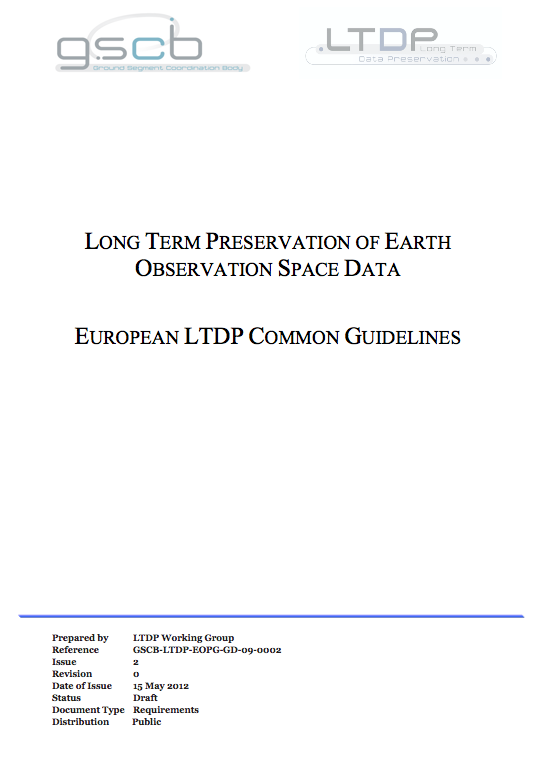 gscb
Ground Segment Coordination Body
LTDP
Long Term
Data Preservation
LONG TERM PRESERVATION OF EARTH
OBSERVATION SPACE DATA
EUROPEAN LTDP COMMON GUIDELINES
Prepared by LTDP Working Group
Reference GSCB-LTDP-EOPG-GD-09-0002
Issue 2
Revision 0
Date of Issue 15 May 2012
Status Draft
Document Type Requirements
Distribution Public